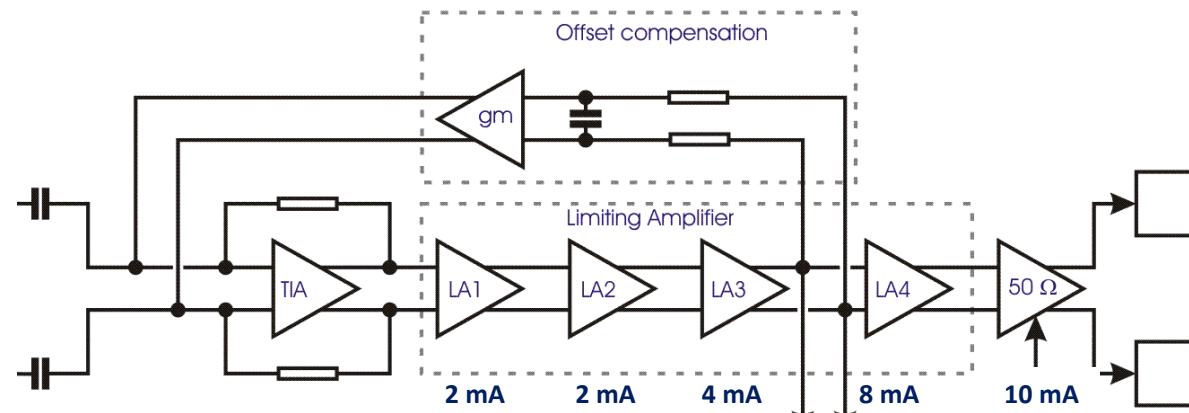 Offset compensation
gm
Limiting Amplifier
TIA
LA1
LA2
LA3
LA4
50 Ω
2 mA
2 mA
4 mA
8 mA
10 mA